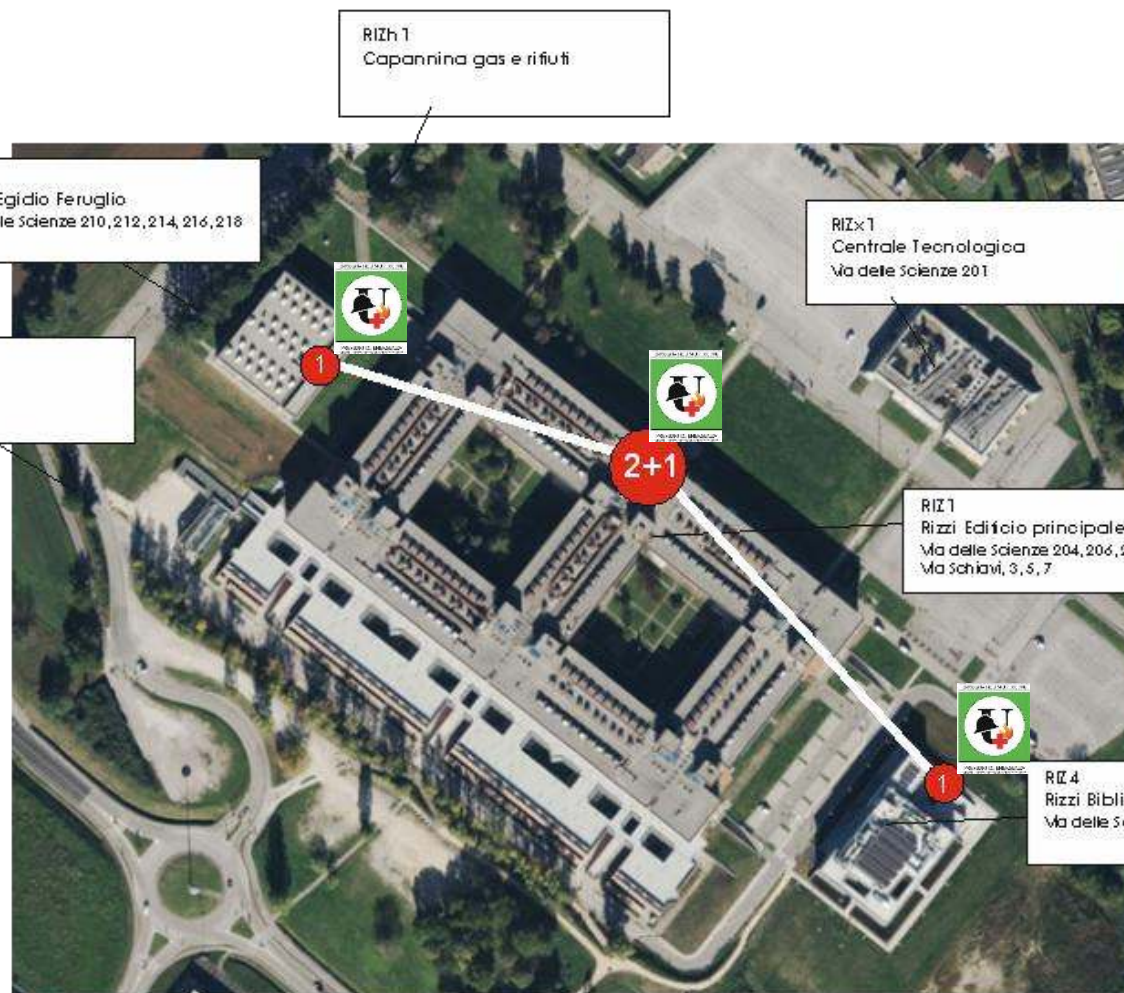 RIZh 1
Capannina gas e rifiuti
Egidio Feruglio
le Scienze 210, 212, 214, 216, 218
RIZx 1
Centrale Tecnologica
Via delle Scienze 201
1
2+1
RIZ 1
Rizzi Edificio principale
Via delle Scienze 204, 206, 2
Via Schiavi, 3, 5, 7
1
RIZ 4
Rizzi Bibli
Via delle Sc